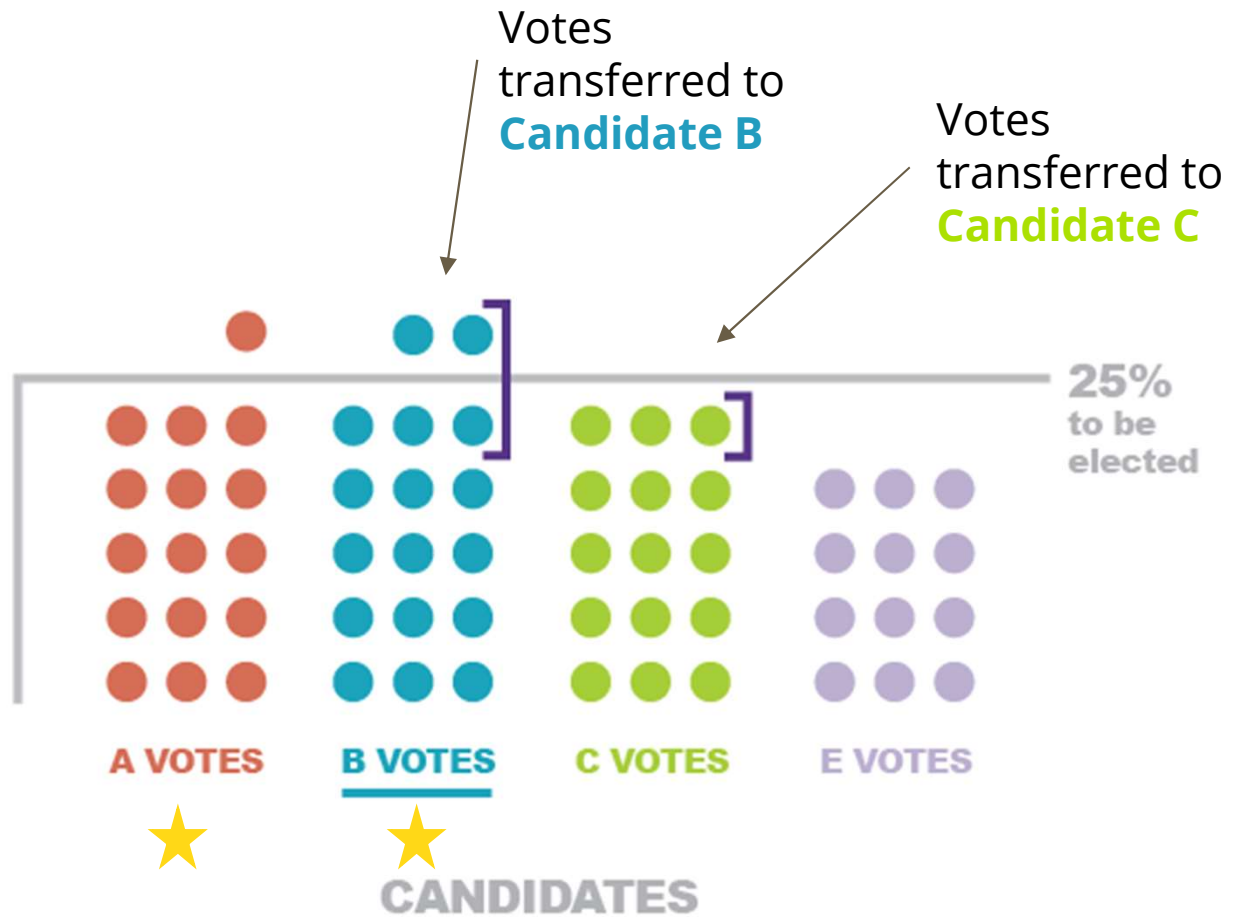 Votes
transferred to
Candidate B
Votes
transferred to
Candidate C
25%
to be
elected
A VOTES
B VOTES
C VOTES
E VOTES
CANDIDATES